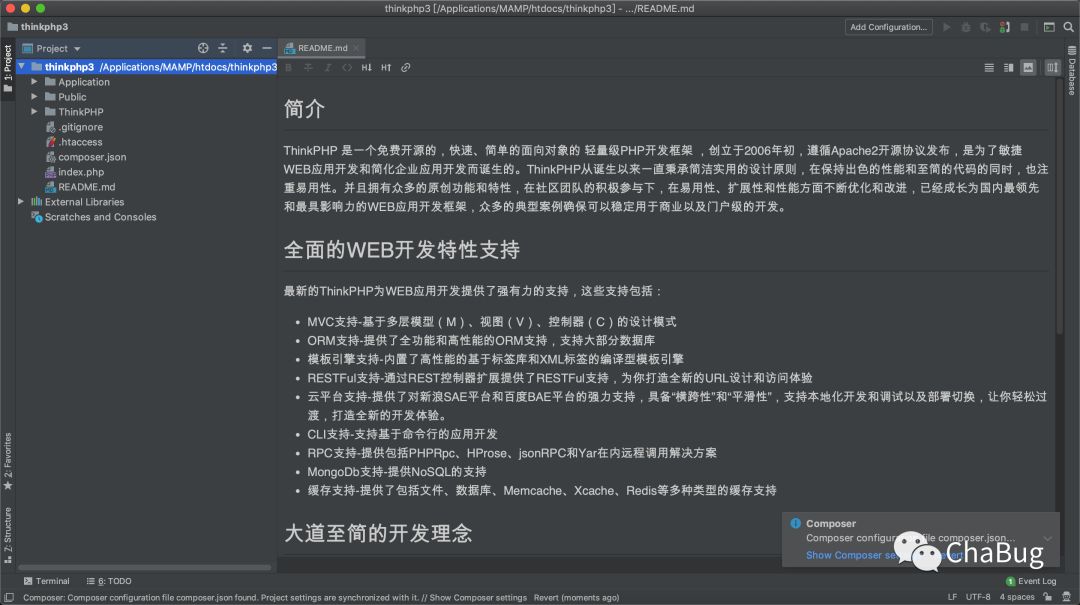 thinkphp3 [/Applications/MAMP/htdocs/thinkphp3] - .../README.md
thinkphp3
Add Configuration...
1: Project
Project
README.md
thinkphp3 /Applications/MAMP/htdocs/thinkphp3
Application
Public
ThinkPHP
.gitignore
.htaccess
composer.json
index.php
README.md
External Libraries
Scratches and Consoles
Database
简介
ThinkPHP 是一个免费开源的，快速、简单的面向对象的 轻量级PHP开发框架 ，创立于2006年初，遵循Apache2开源协议发布，是为了敏捷
WEB应用开发和简化企业应用开发而诞生的。ThinkPHP从诞生以来一直秉承简洁实用的设计原则，在保持出色的性能和至简的代码的同时，也注
重易用性。并且拥有众多的原创功能和特性，在社区团队的积极参与下，在易用性、扩展性和性能方面不断优化和改进，已经成长为国内最领先
和最具影响力的WEB应用开发框架，众多的典型案例确保可以稳定用于商业以及门户级的开发。
全面的WEB开发特性支持
最新的ThinkPHP为WEB应用开发提供了强有力的支持，这些支持包括：
• MVC支持-基于多层模型（M）、视图（V）、控制器（C）的设计模式
• ORM支持-提供了全功能和高性能的ORM支持，支持大部分数据库
• 模板引擎支持-内置了高性能的基于标签库和XML标签的编译型模板引擎
• RESTFul支持-通过REST控制器扩展提供了RESTFul支持，为你打造全新的URL设计和访问体验
• 云平台支持-提供了对新浪SAE平台和百度BAE平台的强力支持，具备“横跨性”和“平滑性”，支持本地化开发和调试以及部署切换，让你轻松过
渡，打造全新的开发体验。
• CLI支持-支持基于命令行的应用开发
• RPC支持-提供包括PHPRpc、HProse、jsonRPC和Yar在内远程调用解决方案
• MongoDb支持-提供NoSQL的支持
• 缓存支持-提供了包括文件、数据库、Memcache、Xcache、Redis等多种类型的缓存支持
大道至简的开发理念
2: Favorites
7: Structure
Composer
Composer configuration file composer.json...
Show Composer
ChaBug
Terminal
6: TODO
1 Event Log
Composer: Composer configuration file composer.json found. Project settings are synchronized with it. // Show Composer settings Revert (moments ago)
LF UTF-8 4 spaces